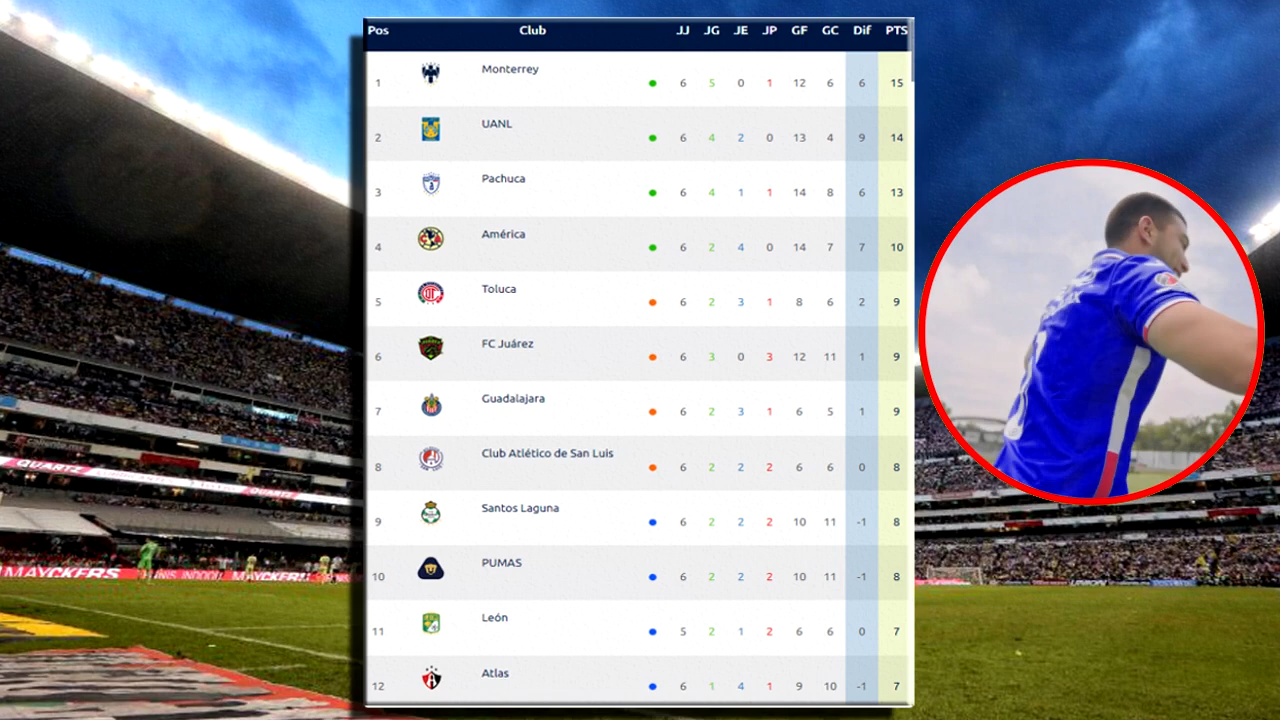 Pos Club JJ JG JE JP GF GC Dif PTS
1 Monterrey 6 5 0 1 12 6 6 15
2 UANL 6 4 2 0 13 4 9 14
3 Pachuca 6 4 1 1 14 8 6 13
4 América 6 2 4 0 14 7 7 10
5 Toluca 6 2 3 1 8 6 2 9
6 FC Juárez 6 3 0 3 12 11 1 9
7 Guadalajara 6 2 3 1 6 5 1 9
8 Club Atlético de San Luis 6 2 2 2 6 6 0 8
9 Santos Laguna 6 2 2 2 10 11 -1 8
10 PUMAS 6 2 2 2 10 11 -1 8
11 León 5 2 1 2 6 6 0 7
12 Atlas 6 1 4 1 9 10 -1 7
QUARTZ
MAYCKERS